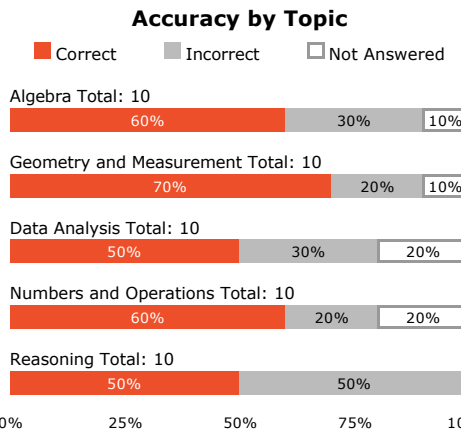 Accuracy by Topic
Correct Incorrect Not Answered
Algebra Total: 10
60% 30% 10%
Geometry and Measurement Total: 10
70% 20% 10%
Data Analysis Total: 10
50% 30% 20%
Numbers and Operations Total: 10
60% 20% 20%
Reasoning Total: 10
50% 50%
0% 25% 50% 75% 10